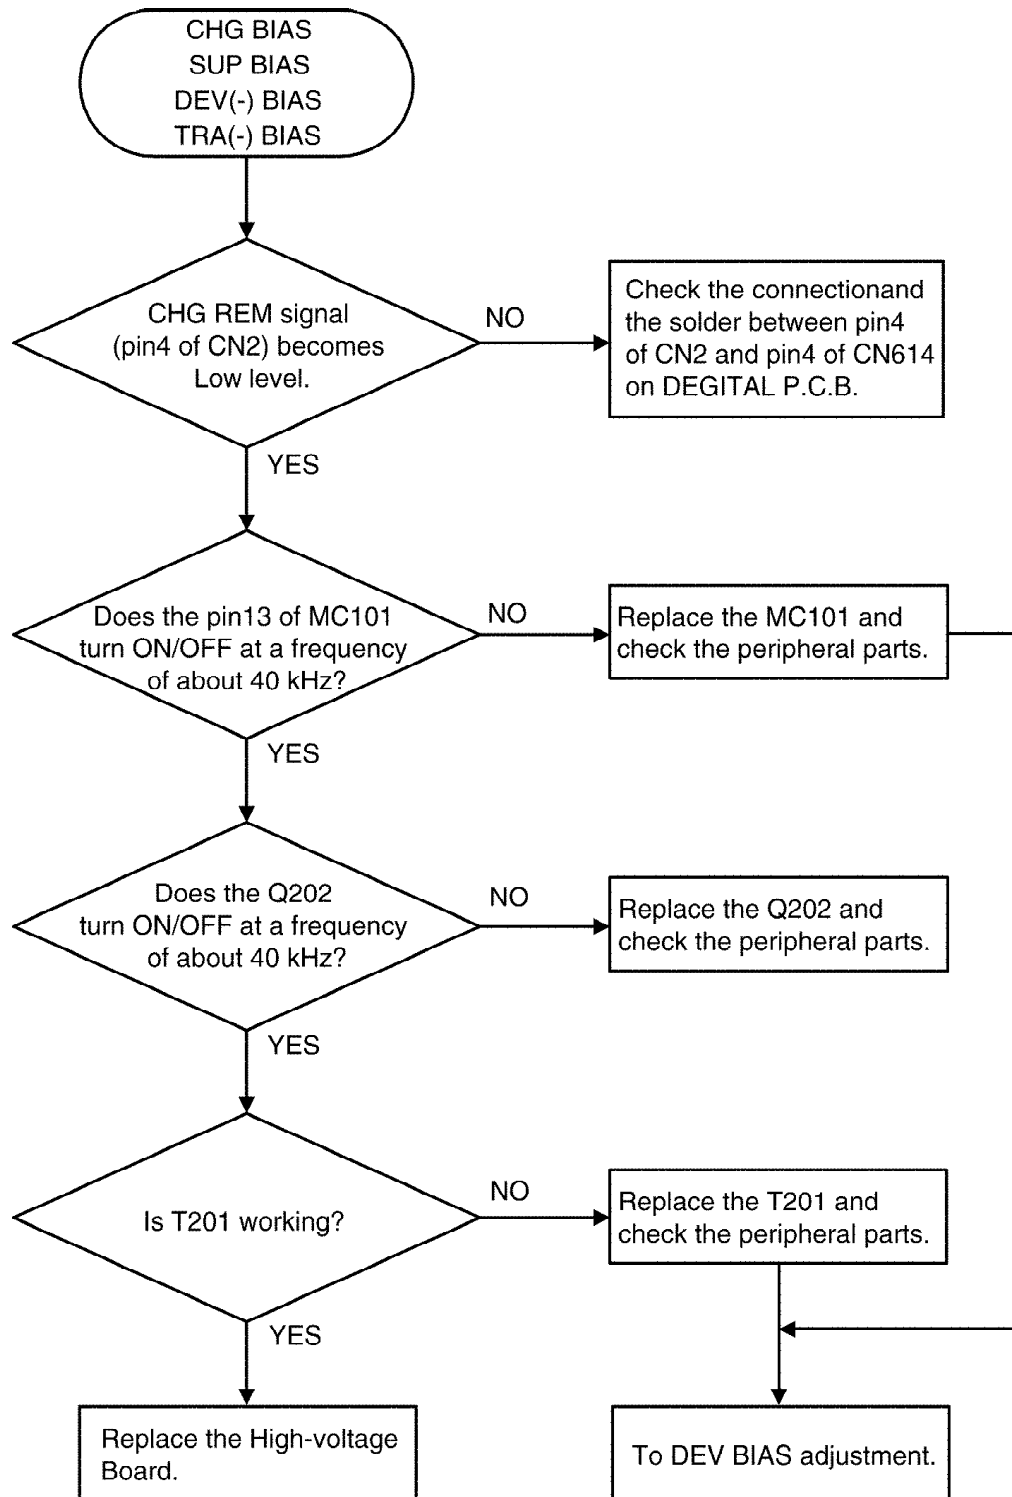 CHG BIAS
SUP BIAS
DEV(-) BIAS
TRA(-) BIAS
CHG REM signal
(pin4 of CN2) becomes
Low level.
NO
Check the connectionand
the solder between pin4
of CN2 and pin4 of CN614
on DEGITAL P.C.B.
YES
Does the pin13 of MC101
turn ON/OFF at a frequency
of about 40 kHz?
NO
Replace the MC101 and
check the peripheral parts.
YES
Does the Q202
turn ON/OFF at a frequency
of about 40 kHz?
NO
Replace the Q202 and
check the peripheral parts.
YES
Is T201 working?
NO
Replace the T201 and
check the peripheral parts.
YES
Replace the High-voltage
Board.
To DEV BIAS adjustment.